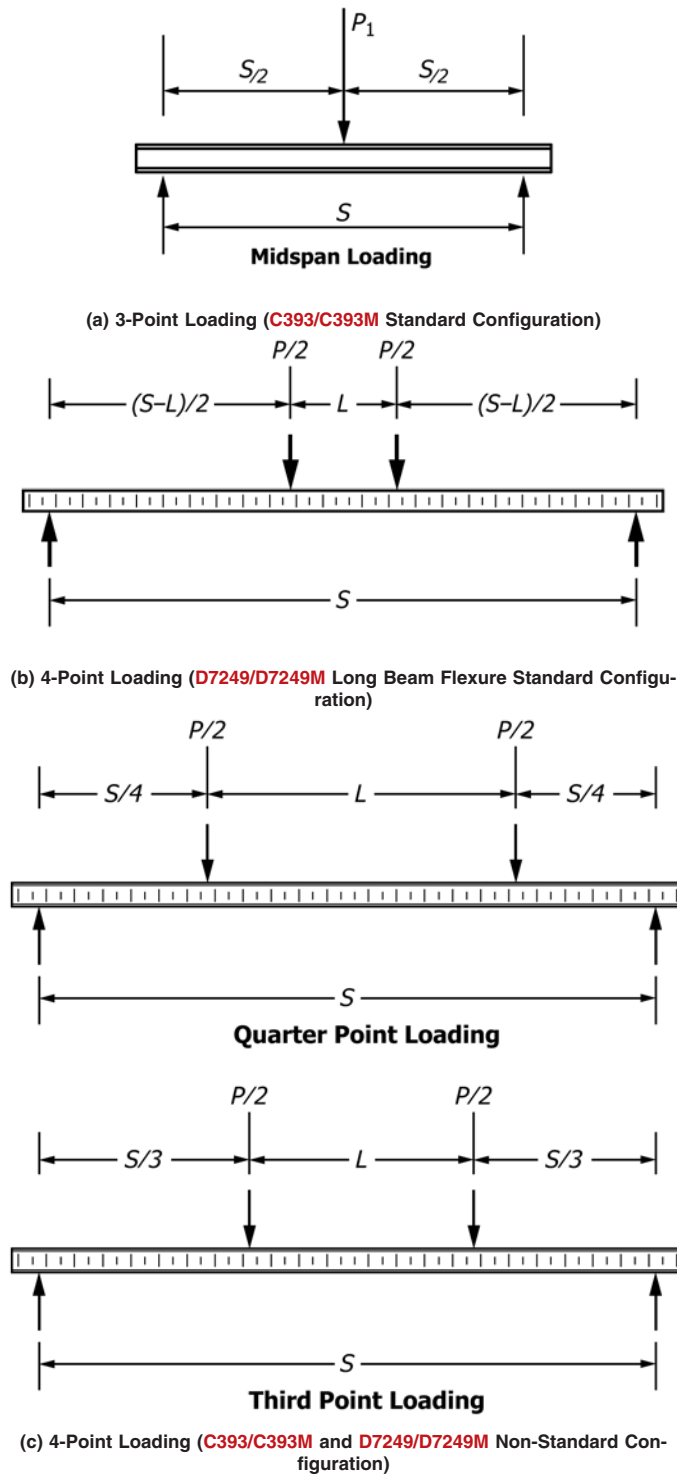 P1
S/2 S/2
S
Midspan Loading
(a) 3-Point Loading (C393/C393M Standard Configuration)
P/2 P/2
(S–L)/2 L (S–L)/2
S
(b) 4-Point Loading (D7249/D7249M Long Beam Flexure Standard Configu-
ration)
P/2 P/2
S/4 L S/4
S
Quarter Point Loading
P/2 P/2
S/3 L S/3
S
Third Point Loading
(c) 4-Point Loading (C393/C393M and D7249/D7249M Non-Standard Con-
figuration)